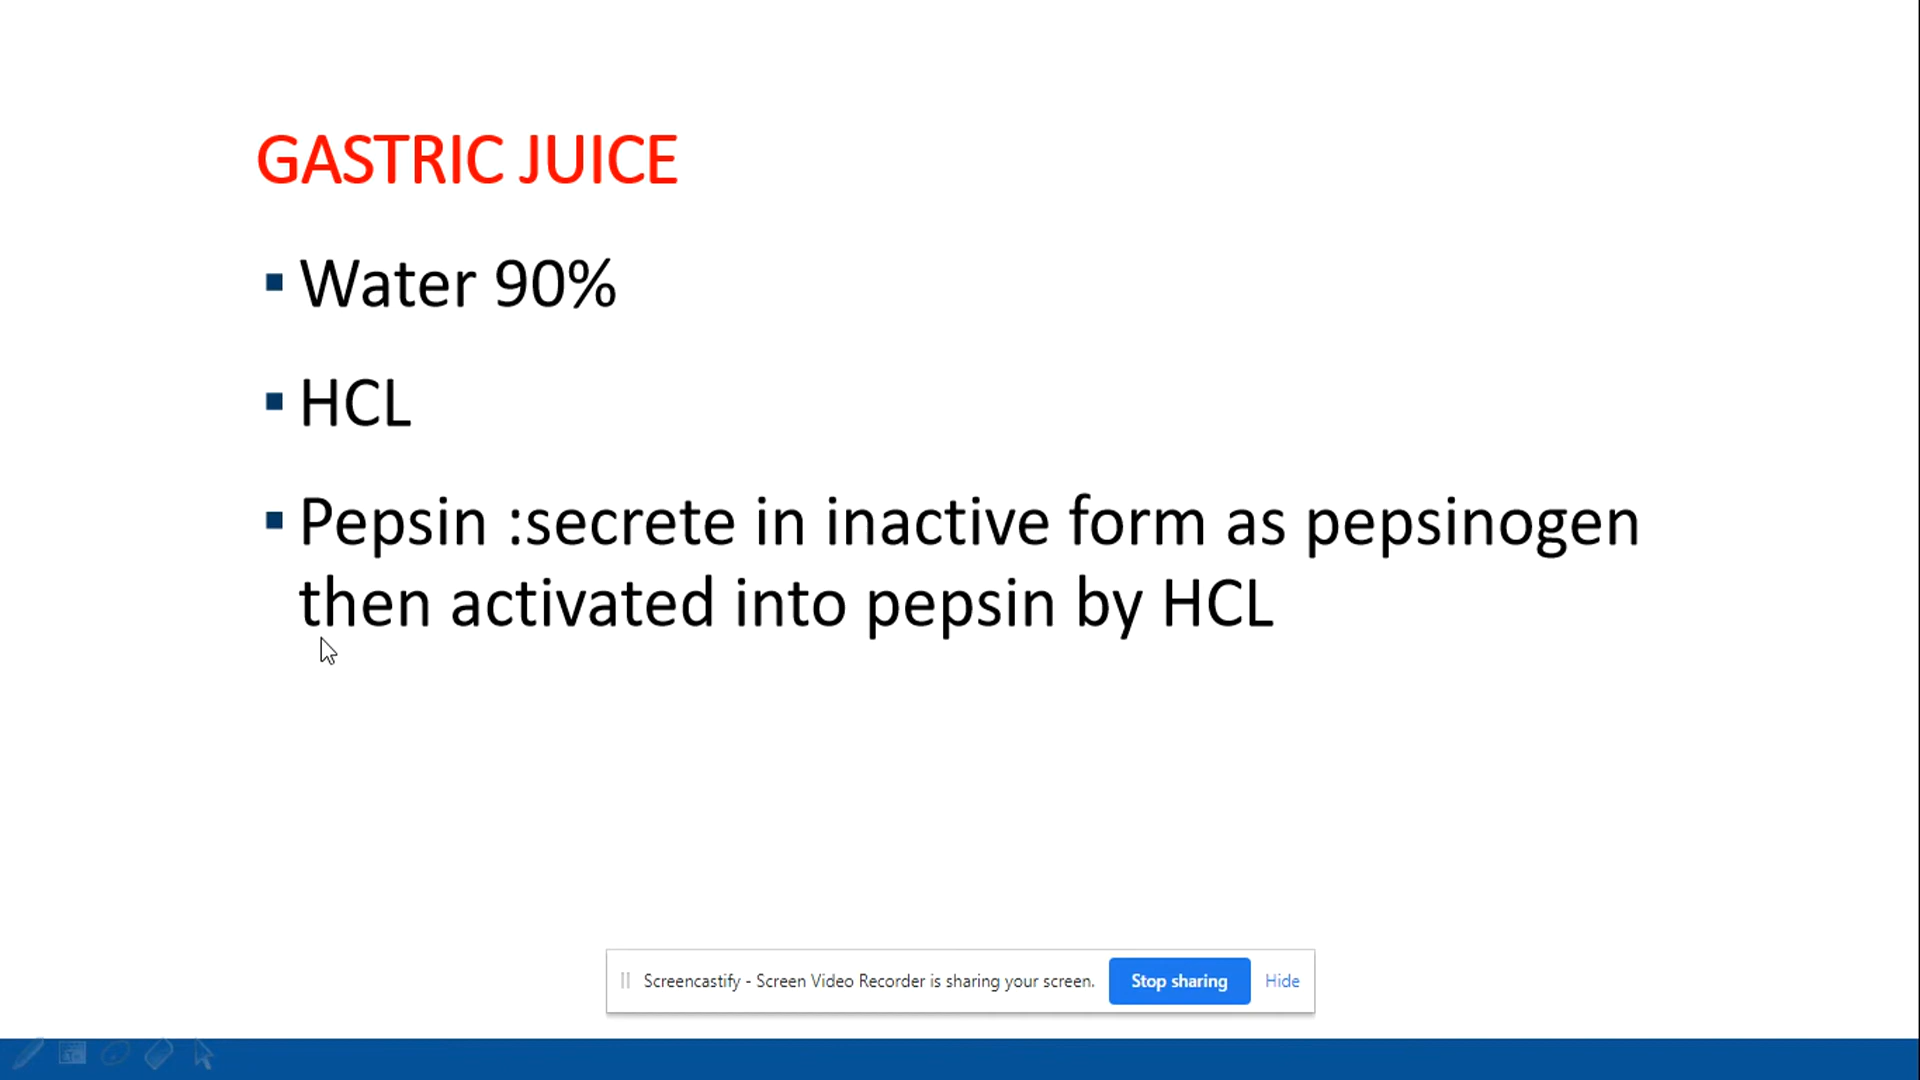 GASTRIC JUICE
▪ Water 90%
▪ HCL
▪ Pepsin :secrete in inactive form as pepsinogen
then activated into pepsin by HCL
Screencastify - Screen Video Recorder is sharing your screen. Stop sharing Hide